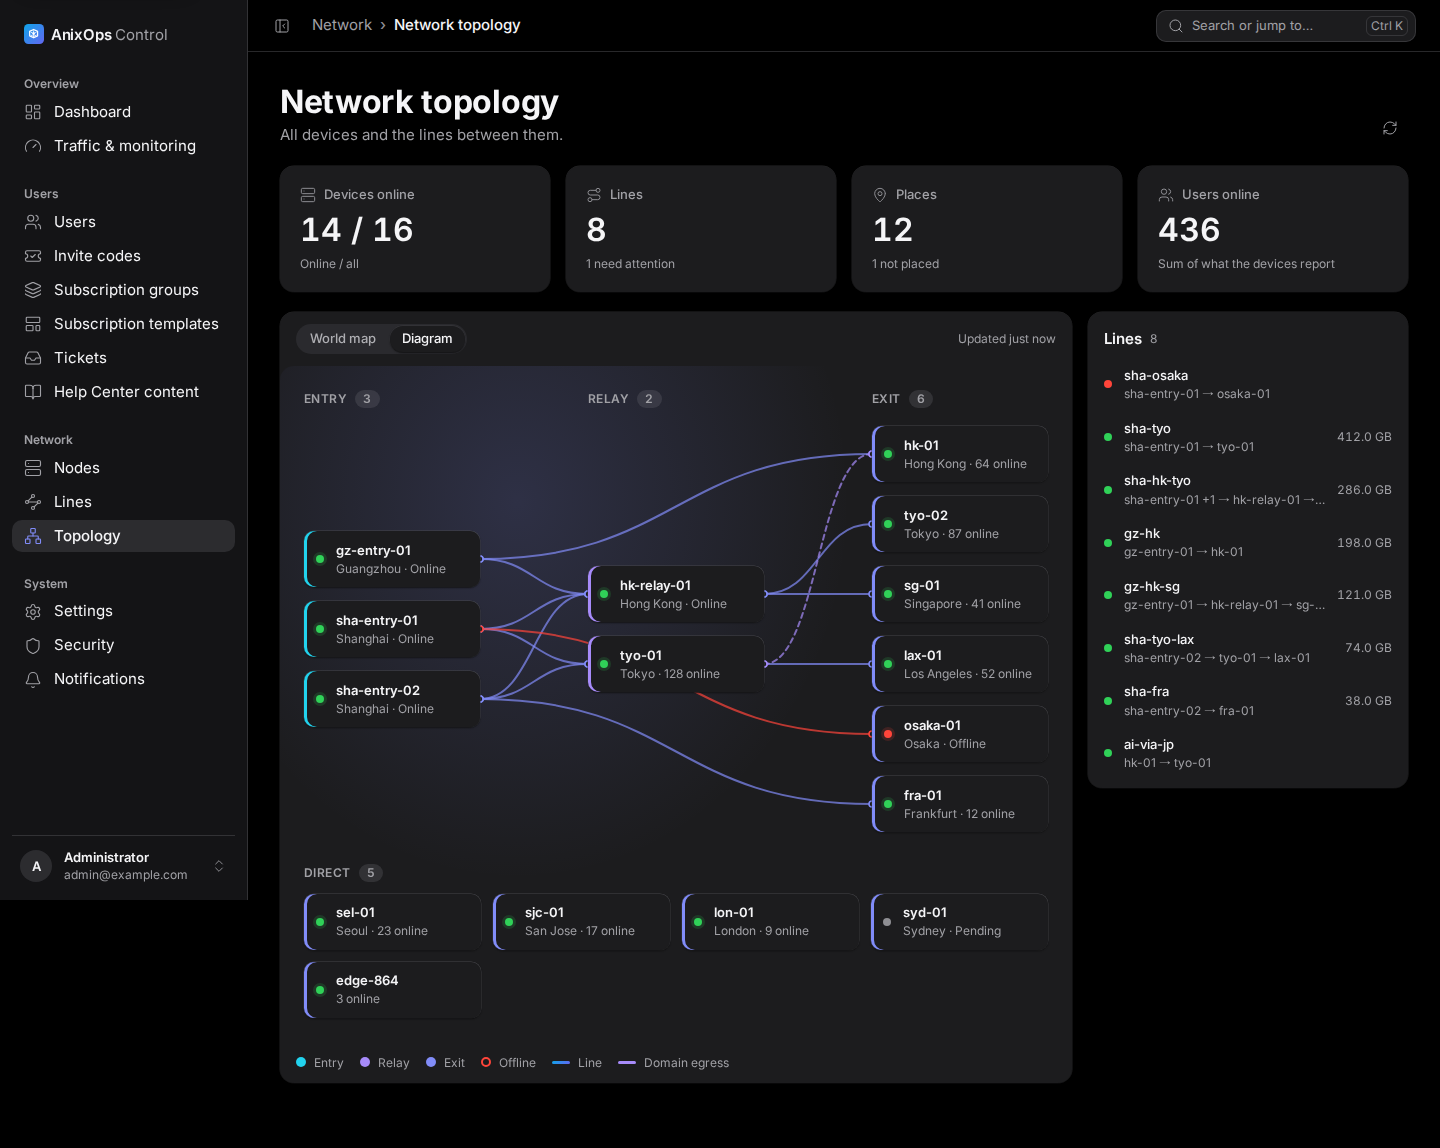 AnixOps Control
Overview
Dashboard
Traffic & monitoring
Users
Users
Invite codes
Subscription groups
Subscription templates
Tickets
Help Center content
Network
Nodes
Lines
Topology
System
Settings
Security
Notifications
A
Administrator
admin@example.com
Network › Network topology
Search or jump to...
Ctrl K
Network topology
All devices and the lines between them.
Devices online
14 / 16
Online / all
Lines
8
1 need attention
Places
12
1 not placed
Users online
436
Sum of what the devices report
World map
Diagram
Updated just now
ENTRY 3
RELAY 2
EXIT 6
gz-entry-01
Guangzhou · Online
sha-entry-01
Shanghai · Online
sha-entry-02
Shanghai · Online
hk-relay-01
Hong Kong · Online
tyo-01
Tokyo · 128 online
hk-01
Hong Kong · 64 online
tyo-02
Tokyo · 87 online
sg-01
Singapore · 41 online
lax-01
Los Angeles · 52 online
osaka-01
Osaka · Offline
fra-01
Frankfurt · 12 online
DIRECT 5
sel-01
Seoul · 23 online
sjc-01
San Jose · 17 online
lon-01
London · 9 online
syd-01
Sydney · Pending
edge-864
3 online
Entry
Relay
Exit
Offline
Line
Domain egress
Lines 8
sha-osaka
sha-entry-01 → osaka-01
sha-tyo
sha-entry-01 → tyo-01
412.0 GB
sha-hk-tyo
sha-entry-01 +1 → hk-relay-01 →...
286.0 GB
gz-hk
gz-entry-01 → hk-01
198.0 GB
gz-hk-sg
gz-entry-01 → hk-relay-01 → sg-...
121.0 GB
sha-tyo-lax
sha-entry-02 → tyo-01 → lax-01
74.0 GB
sha-fra
sha-entry-02 → fra-01
38.0 GB
ai-via-jp
hk-01 → tyo-01